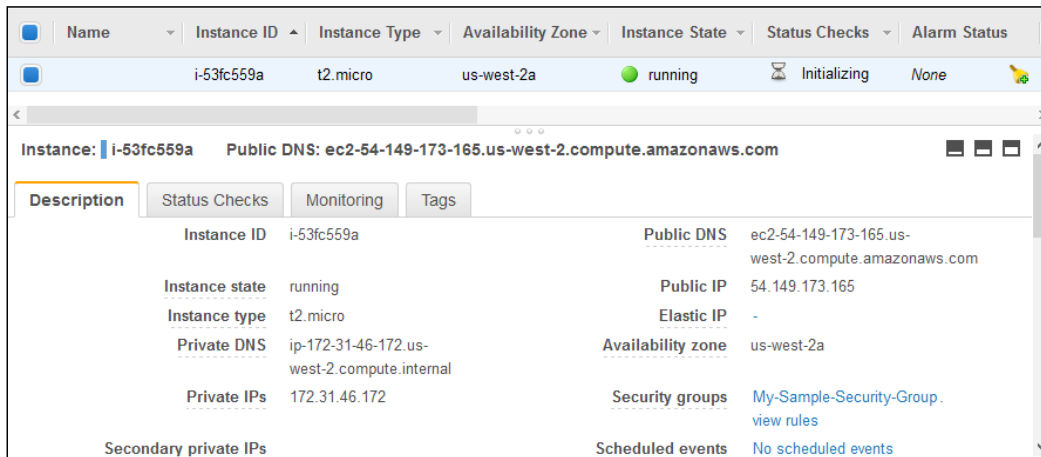 Name Instance ID Instance Type Availability Zone Instance State Status Checks Alarm Status
i-53fc559a t2.micro us-west-2a running Initializing None
Instance: i-53fc559a Public DNS: ec2-54-149-173-165.us-west-2.compute.amazonaws.com
Description Status Checks Monitoring Tags
Instance ID i-53fc559a Public DNS ec2-54-149-173-165.us-
west-2.compute.amazonaws.com
Instance state running Public IP 54.149.173.165
Instance type t2.micro Elastic IP -
Private DNS ip-172-31-46-172.us- Availability zone us-west-2a
west-2.compute.internal
Private IPs 172.31.46.172 Security groups My-Sample-Security-Group.
view rules
Secondary private IPs Scheduled events No scheduled events